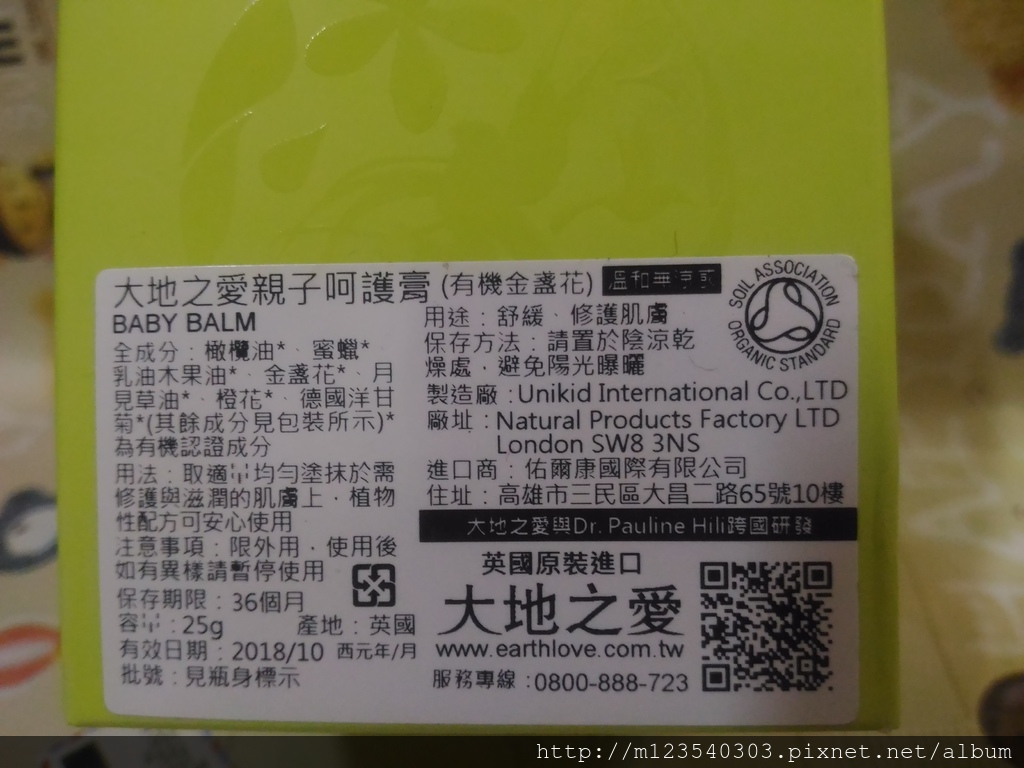 大地之愛親子呵護膏(有機金盞花) 溫和無淳
BABY BALM
全成分：橄欖油*、蜜蠟*
乳油木果油*、金盞花*、月
見草油*、橙花*、德國洋甘
菊*(其餘成分見包裝所示)*
為有機認證成分
用法：取適 均勻塗抹於需
修護與滋潤的肌膚上，植物
性配方可安心使用
注意事項：限外用，使用後
如有異樣請暫停使用
保存期限：36個月
容 ：25g 產地：英國
有效日期：2018/10 西元年/月
批號：見瓶身標示
用途：舒緩、修護肌膚
保存方法：請置於陰涼乾
燥處，避免陽光曝曬
製造廠：Unikid International Co.,LTD
廠址：Natural Products Factory LTD
London SW8 3NS
進口商：佑爾康國際有限公司
住址：高雄市三民區大昌二路65號10樓
大地之愛與Dr. Pauline Hili跨國研發
英國原裝進口
大地之愛
www.earthlove.com.tw
服務專線：0800-888-723
SOIL ASSOCIATION
ORGANIC STANDARD
http://m123540303.pixnet.net/album